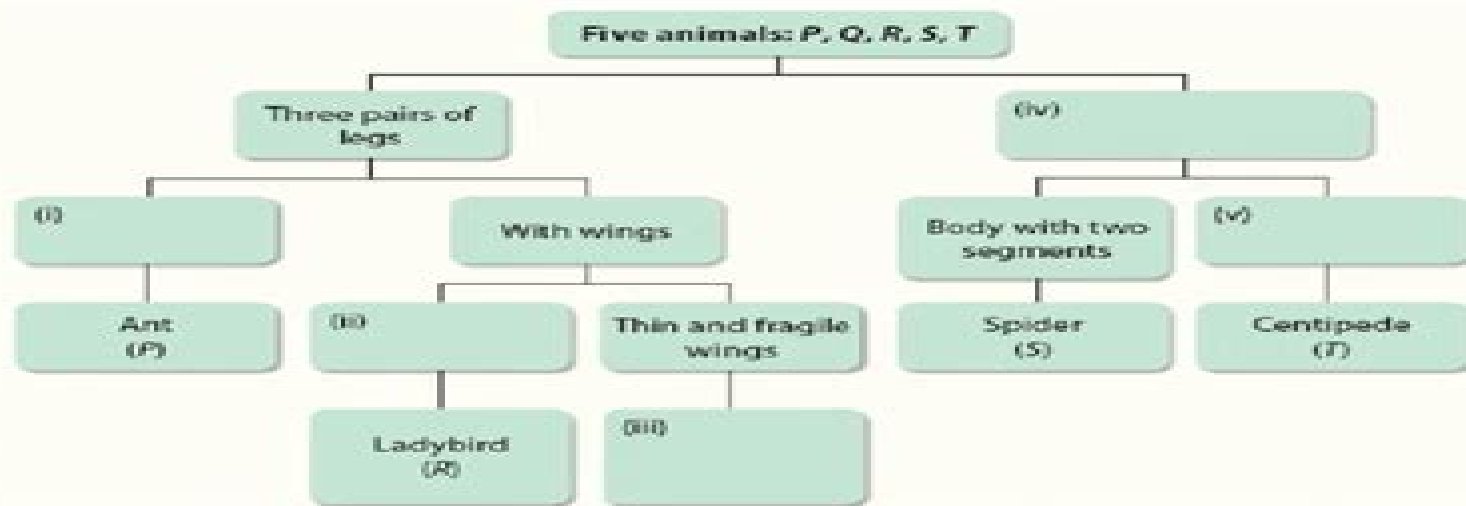 Five animals: P, Q, R, S, T
Three pairs of
legs
(iv)
(i)
With wings
Body with two
segments
(v)
Ant
(P)
(ii)
Thin and fragile
wings
Spider
(S)
Centipede
(T)
Ladybird
(R)
(iii)